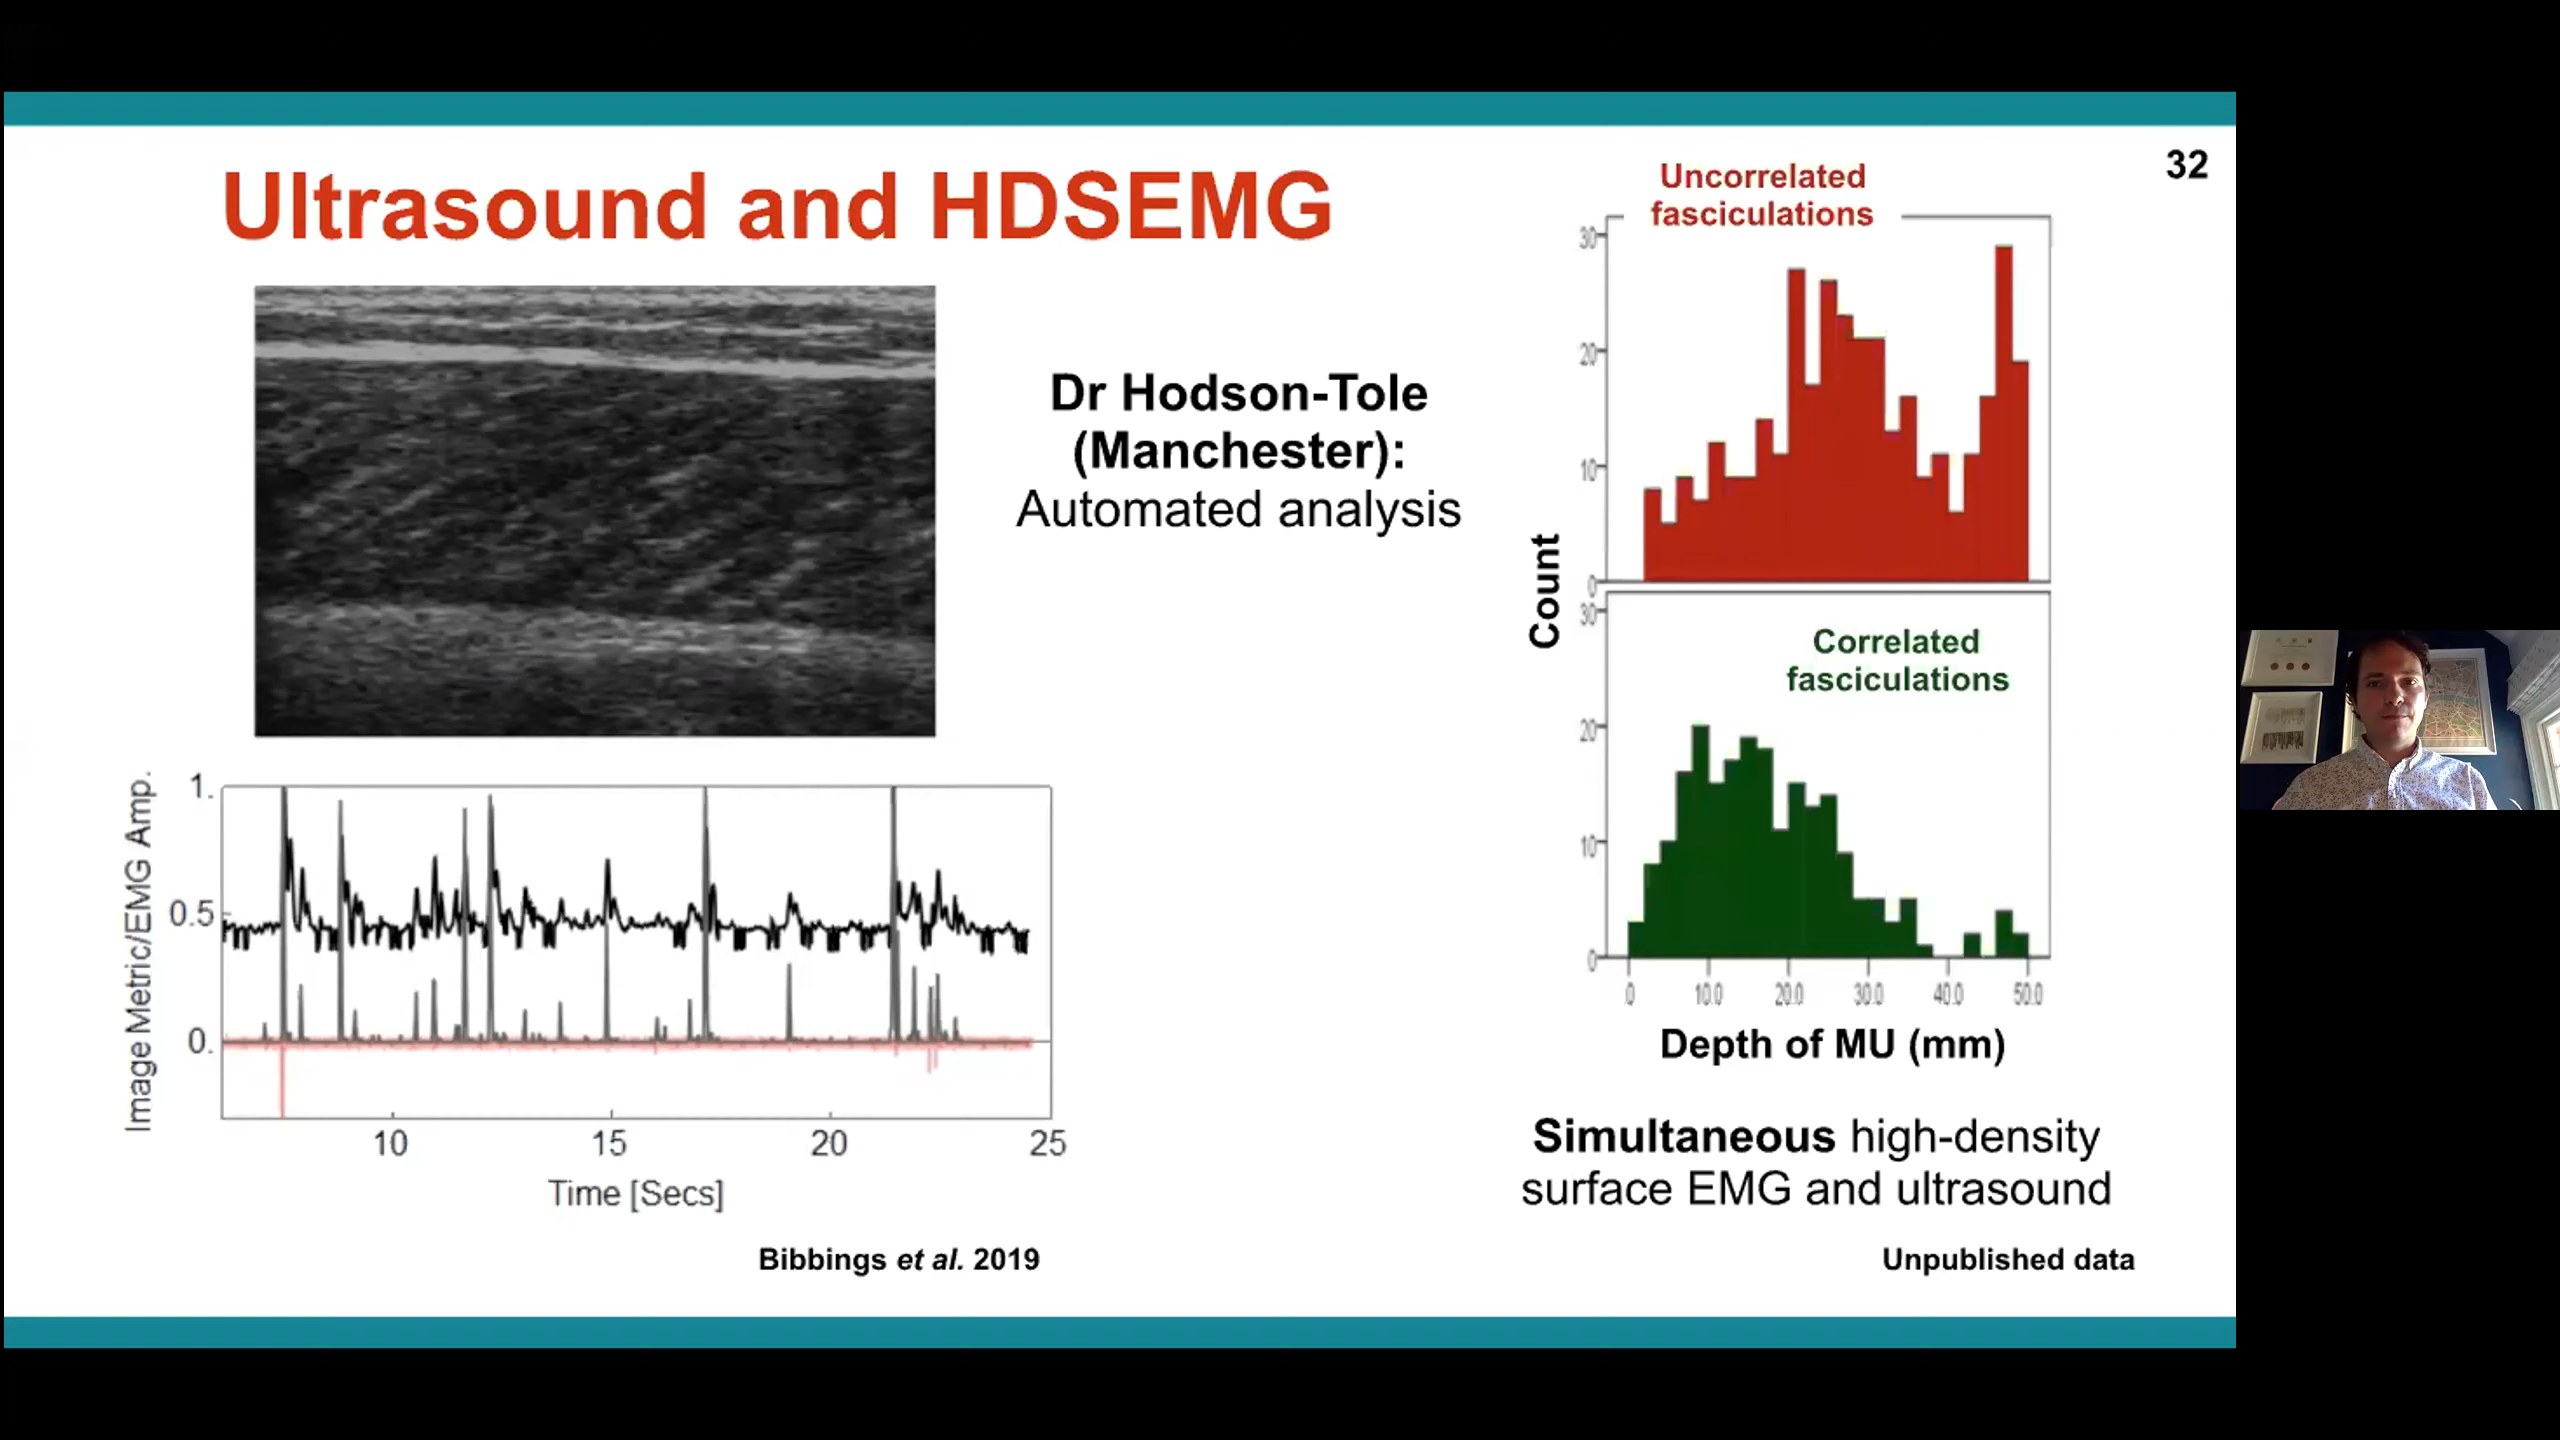 32
Ultrasound and HDSEMG
Dr Hodson-Tole
(Manchester):
Automated analysis
Image Metric/EMG Amp.
1.
0.5
0.
10
15
20
25
Time [Secs]
Bibbings et al. 2019
Uncorrelated
fasciculations
30
20
10
0
Count
Correlated
fasciculations
30
20
10
0
.0
10.0
20.0
30.0
40.0
50.0
Depth of MU (mm)
Simultaneous high-density
surface EMG and ultrasound
Unpublished data